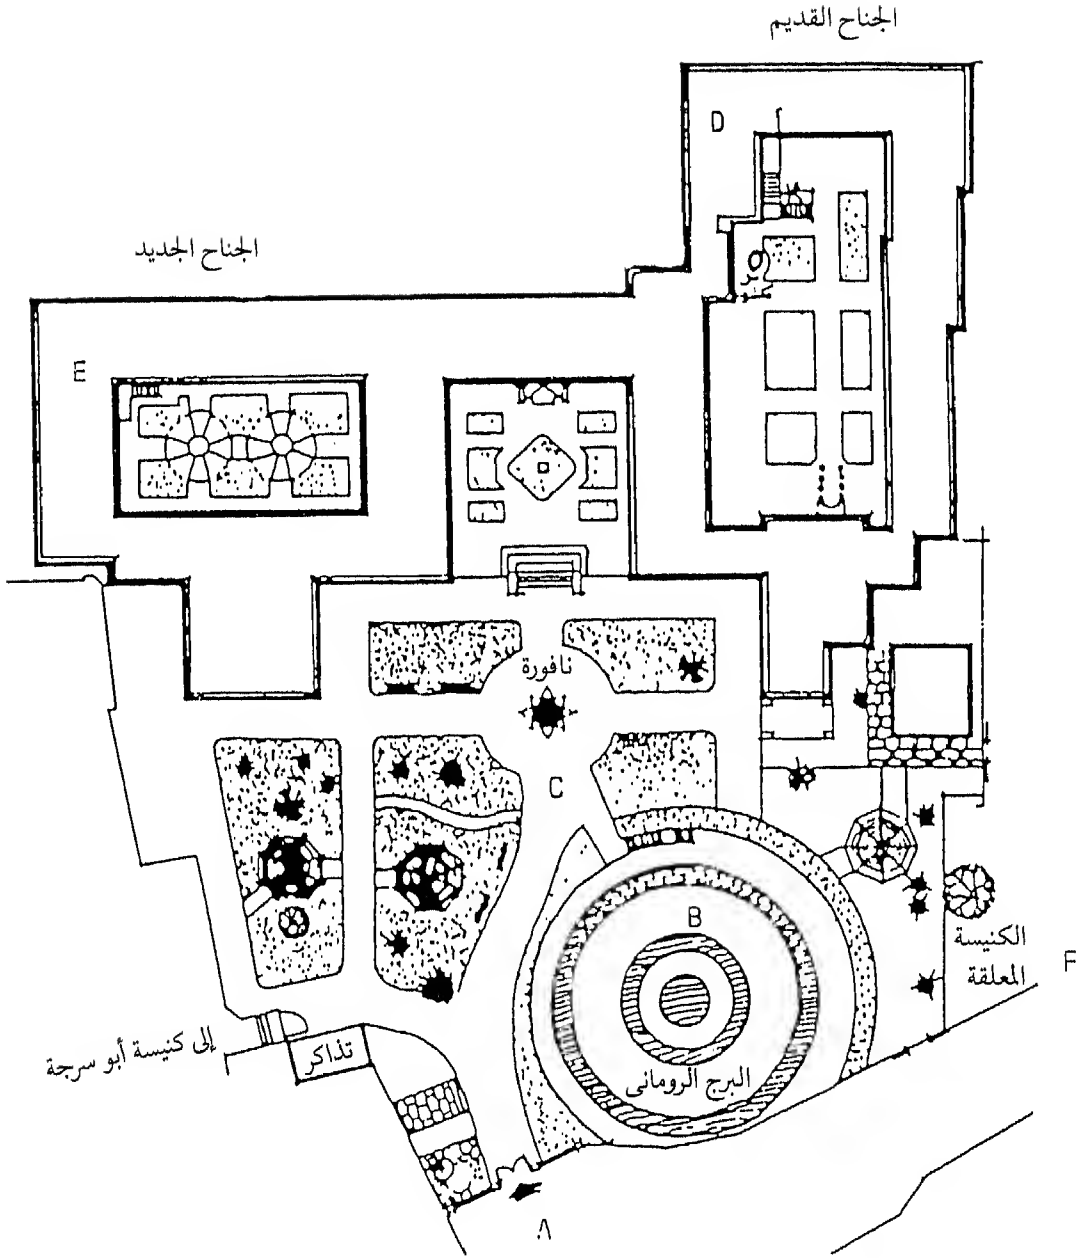 الجناح القديم
D
الجناح الجديد
E
نافورة
C
B
الكنيسة
المعلقة
F
إلى كنيسة أبو سرجة
تذاكر
البرج الرومانى
A